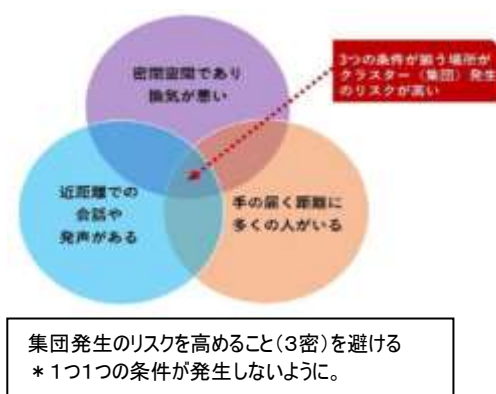 密閉空間であり
換気が悪い
3つの条件が揃う場所が
クラスター（集団）発生
のリスクが高い
近距離での
会話や
発声がある
手の届く距離に
多くの人がいる
集団発生のリスクを高めること（3密）を避ける
＊1つ1つの条件が発生しないように。